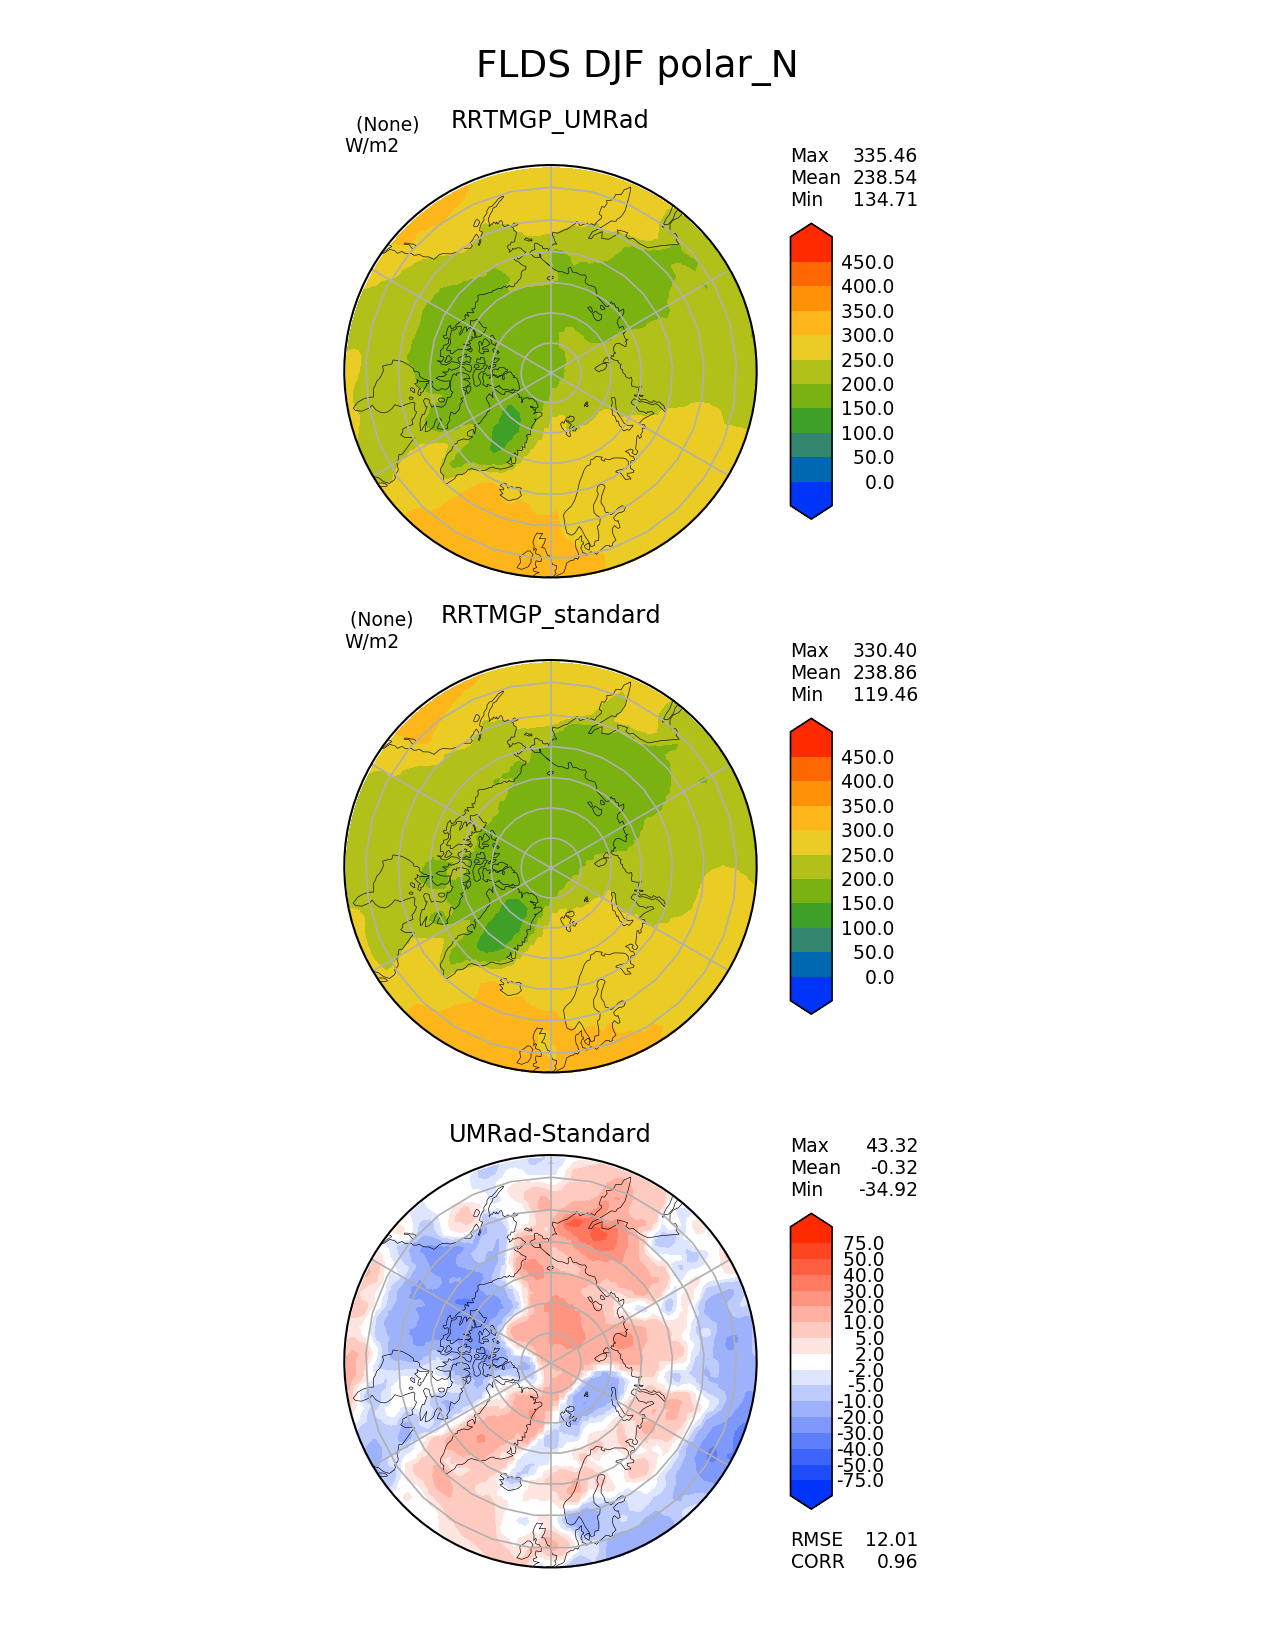 FLDS DJF polar_N
(None) RRTMGP_UMRad
W/m2
Max 335.46
Mean 238.54
Min 134.71
450.0
400.0
350.0
300.0
250.0
200.0
150.0
100.0
50.0
0.0
(None) RRTMGP_standard
W/m2
Max 330.40
Mean 238.86
Min 119.46
450.0
400.0
350.0
300.0
250.0
200.0
150.0
100.0
50.0
0.0
UMRad-Standard
Max 43.32
Mean -0.32
Min -34.92
75.0
50.0
40.0
30.0
20.0
10.0
5.0
2.0
-2.0
-5.0
-10.0
-20.0
-30.0
-40.0
-50.0
-75.0
RMSE 12.01
CORR 0.96